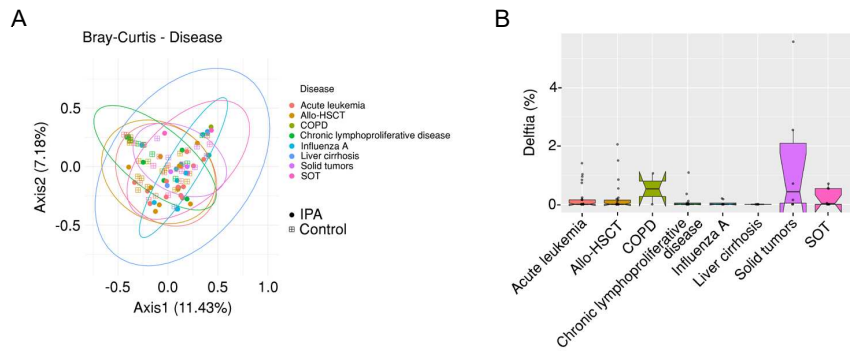 A
Bray-Curtis - Disease
Axis2 (7.18%)
0.5
0.0
-0.5
-0.5
0.0
0.5
1.0
Axis1 (11.43%)
Disease
Acute leukemia
Allo-HSCT
COPD
Chronic lymphoproliferative disease
Influenza A
Liver cirrhosis
Solid tumors
SOT
IPA
Control
B
Delftia (%)
4
2
0
Acute leukemia
Allo-HSCT
COPD
Chronic lymphoproliferative
disease
Influenza A
Liver cirrhosis
Solid tumors
SOT